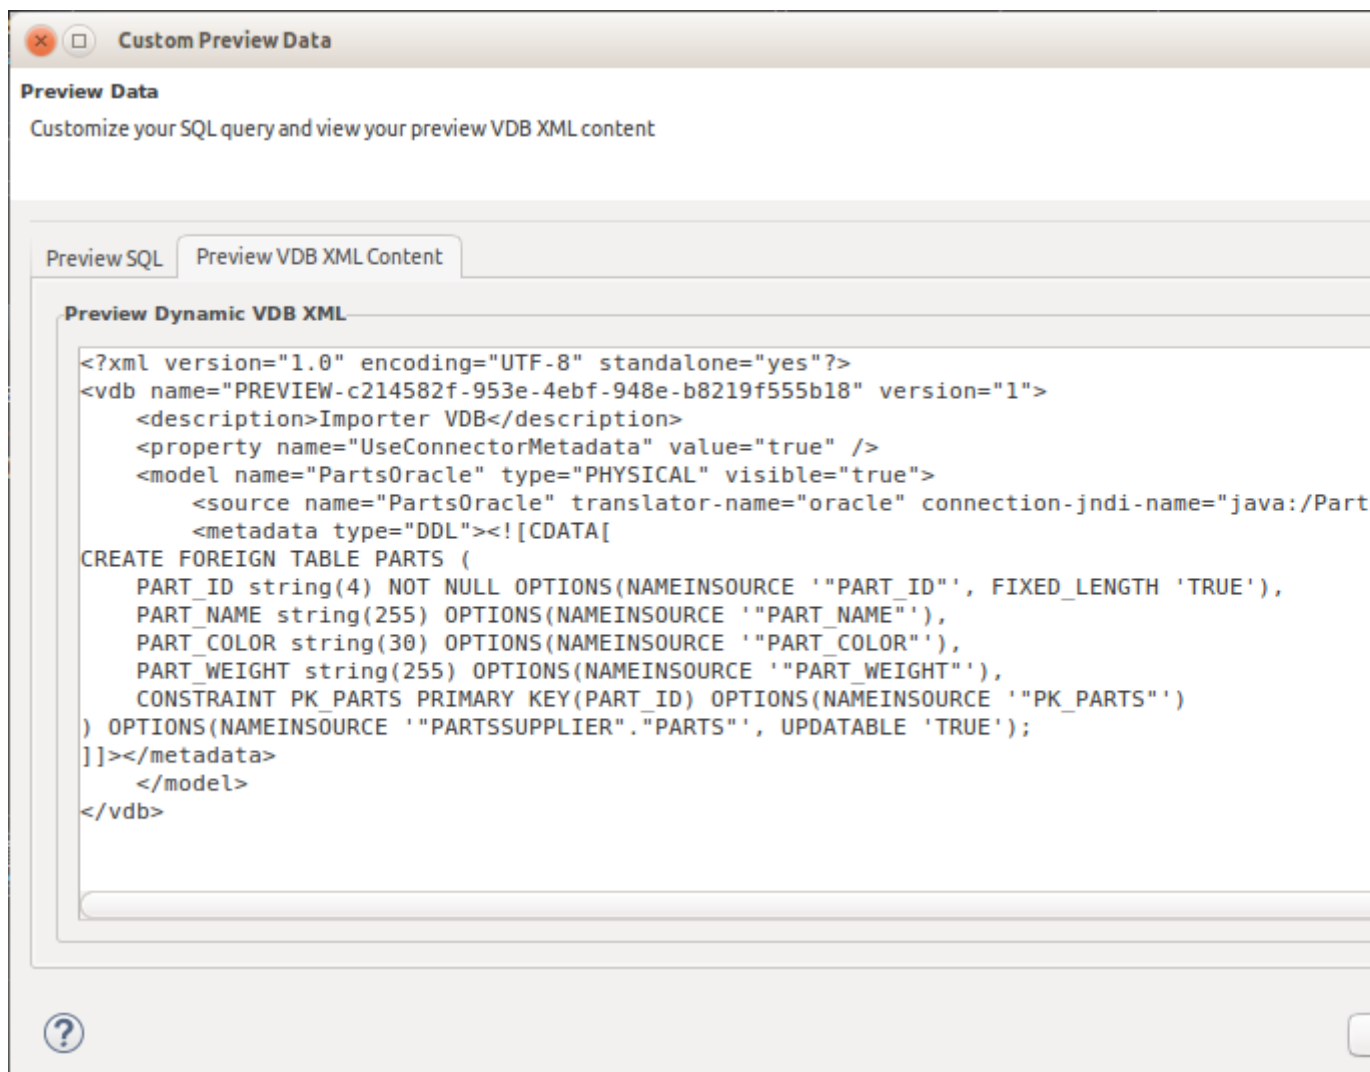 Custom Preview Data
Preview Data
Customize your SQL query and view your preview VDB XML content
Preview SQL
Preview VDB XML Content
Preview Dynamic VDB XML
<?xml version="1.0" encoding="UTF-8" standalone="yes"?>
<vdb name="PREVIEW-c214582f-953e-4ebf-948e-b8219f555b18" version="1">
    <description>Importer VDB</description>
    <property name="UseConnectorMetadata" value="true" />
    <model name="PartsOracle" type="PHYSICAL" visible="true">
        <source name="PartsOracle" translator-name="oracle" connection-jndi-name="java:/Part
        <metadata type="DDL"><![CDATA[
CREATE FOREIGN TABLE PARTS (
    PART_ID string(4) NOT NULL OPTIONS(NAMEINSOURCE '"PART_ID"', FIXED_LENGTH 'TRUE'),
    PART_NAME string(255) OPTIONS(NAMEINSOURCE '"PART_NAME"'),
    PART_COLOR string(30) OPTIONS(NAMEINSOURCE '"PART_COLOR"'),
    PART_WEIGHT string(255) OPTIONS(NAMEINSOURCE '"PART_WEIGHT"'),
    CONSTRAINT PK_PARTS PRIMARY KEY(PART_ID) OPTIONS(NAMEINSOURCE '"PK_PARTS"')
) OPTIONS(NAMEINSOURCE '"PARTSSUPPLIER"."PARTS"', UPDATABLE 'TRUE');
]]></metadata>
    </model>
</vdb>
?